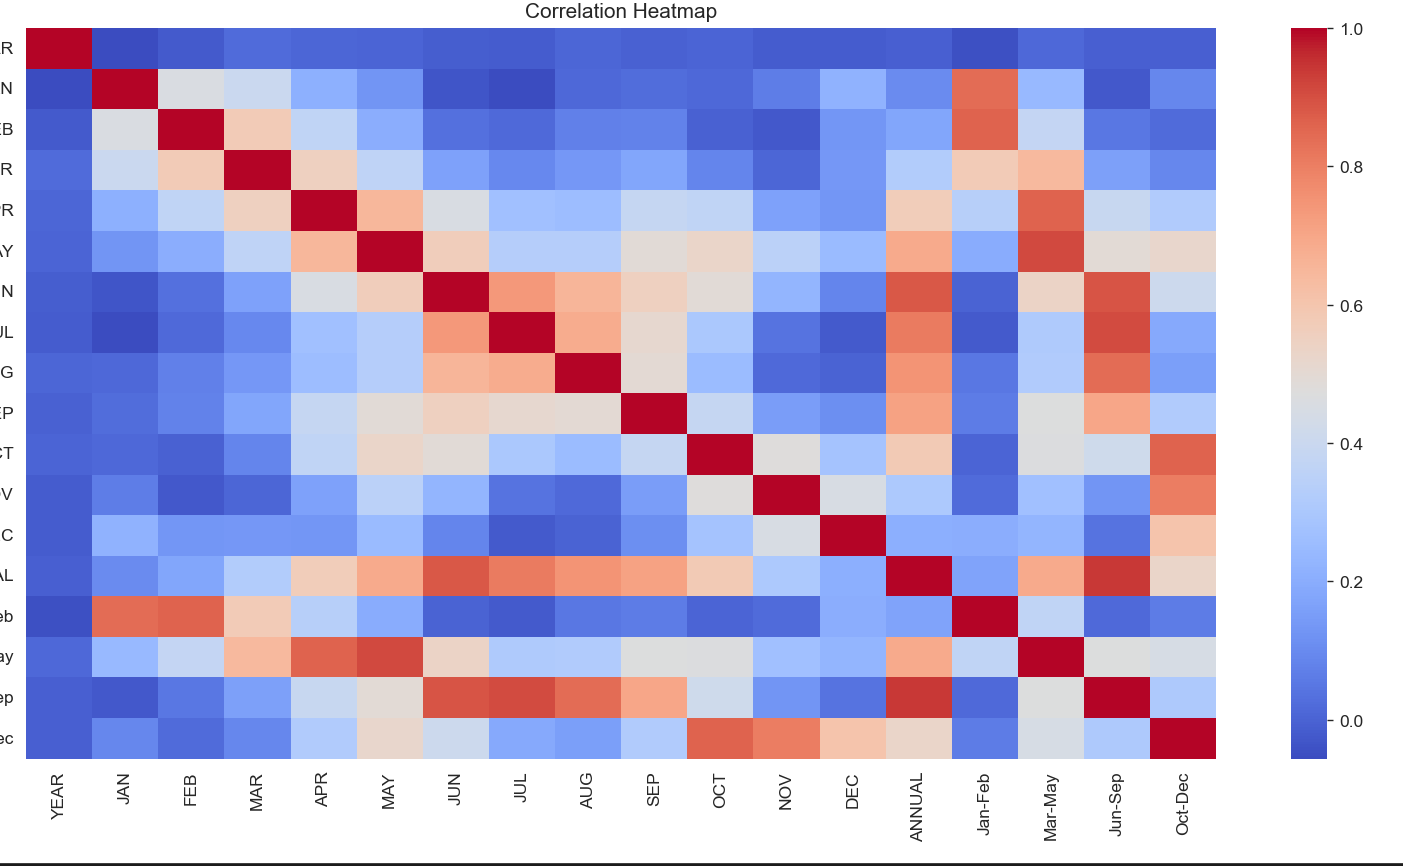 Correlation Heatmap
R
N
EB
R
PR
AY
N
UL
G
EP
CT
OV
C
AL
eb
ay
ep
ec
YEAR
JAN
FEB
MAR
APR
MAY
JUN
JUL
AUG
SEP
OCT
NOV
DEC
ANNUAL
Jan-Feb
Mar-May
Jun-Sep
Oct-Dec
1.0
0.8
0.6
0.4
0.2
0.0